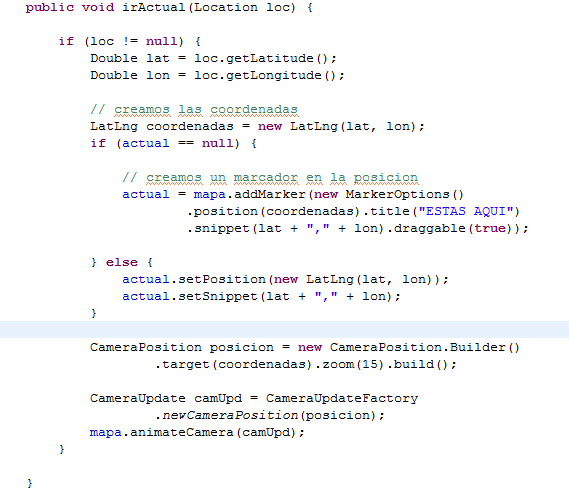 public void irActual(Location loc) {
if (loc != null) {
Double lat = loc.getLatitude();
Double lon = loc.getLongitude();
// creamos las coordenadas
LatLng coordenadas = new LatLng(lat, lon);
if (actual == null) {
// creamos un marcador en la posicion
actual = mapa.addMarker(new MarkerOptions()
.position(coordenadas).title("ESTAS AQUI")
.snippet(lat + "," + lon).draggable(true));
} else {
actual.setPosition(new LatLng(lat, lon));
actual.setSnippet(lat + "," + lon);
}
CameraPosition posicion = new CameraPosition.Builder()
.target(coordenadas).zoom(15).build();
CameraUpdate camUpd = CameraUpdateFactory
.newCameraPosition(posicion);
mapa.animateCamera(camUpd);
}
}